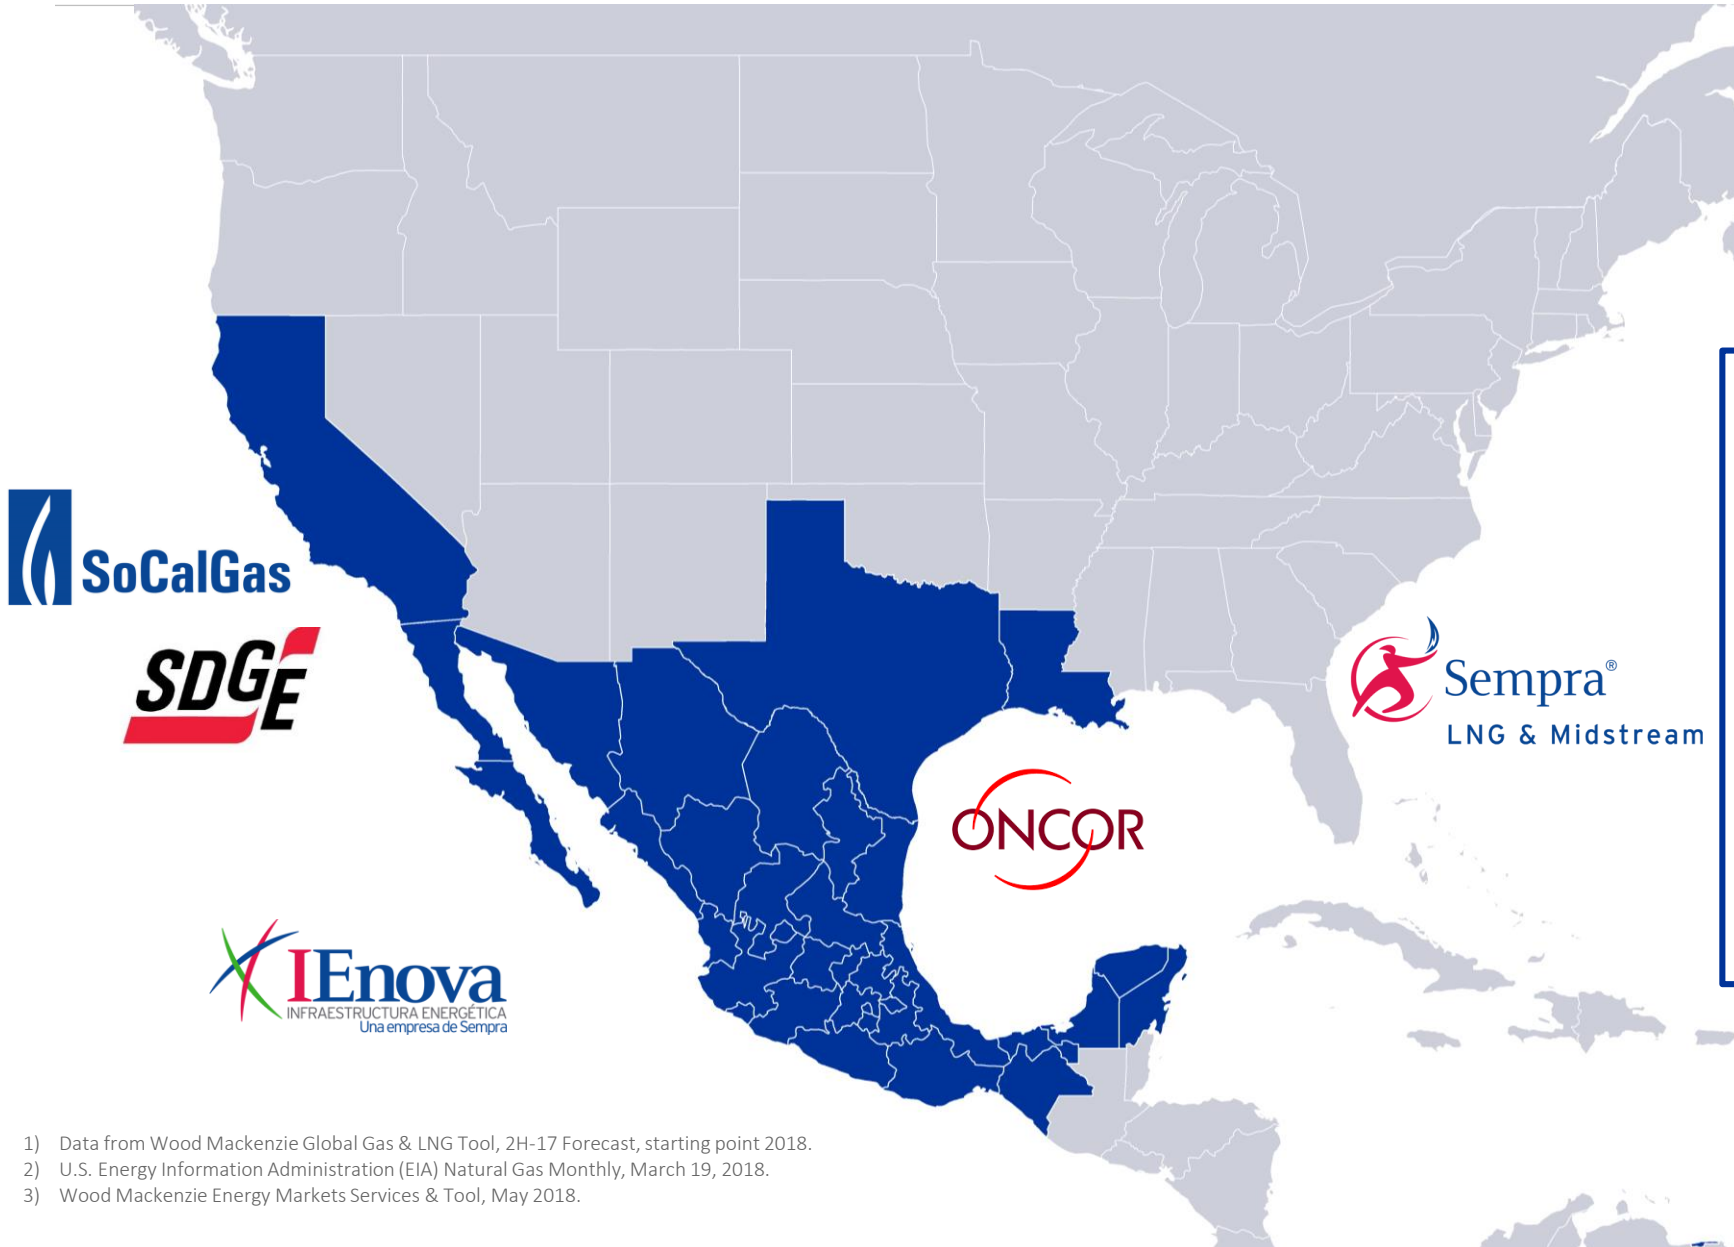 SoCalGas
SDGE
Sempra®
LNG & Midstream
ONCOR
IEnova
INFRAESTRUCTURA ENERGÉTICA
Una empresa de Sempra
1) Data from Wood Mackenzie Global Gas & LNG Tool, 2H-17 Forecast, starting point 2018.
2) U.S. Energy Information Administration (EIA) Natural Gas Monthly, March 19, 2018.
3) Wood Mackenzie Energy Markets Services & Tool, May 2018.